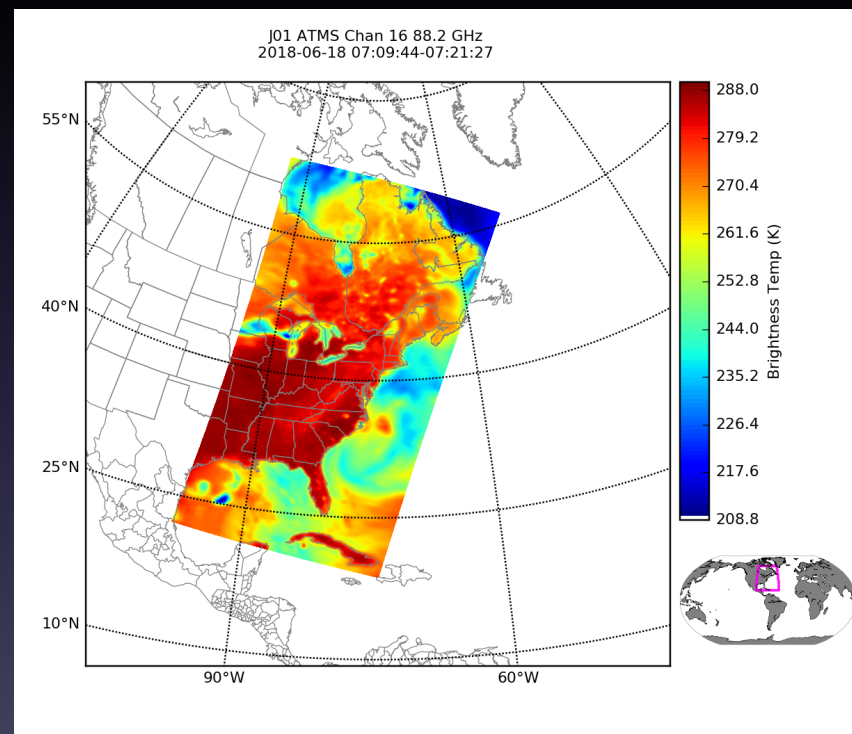 J01 ATMS Chan 16 88.2 GHz
2018-06-18 07:09:44-07:21:27
55°N
40°N
25°N
10°N
90°W
60°W
288.0
279.2
270.4
261.6
252.8
244.0
235.2
226.4
217.6
208.8
Brightness Temp (K)